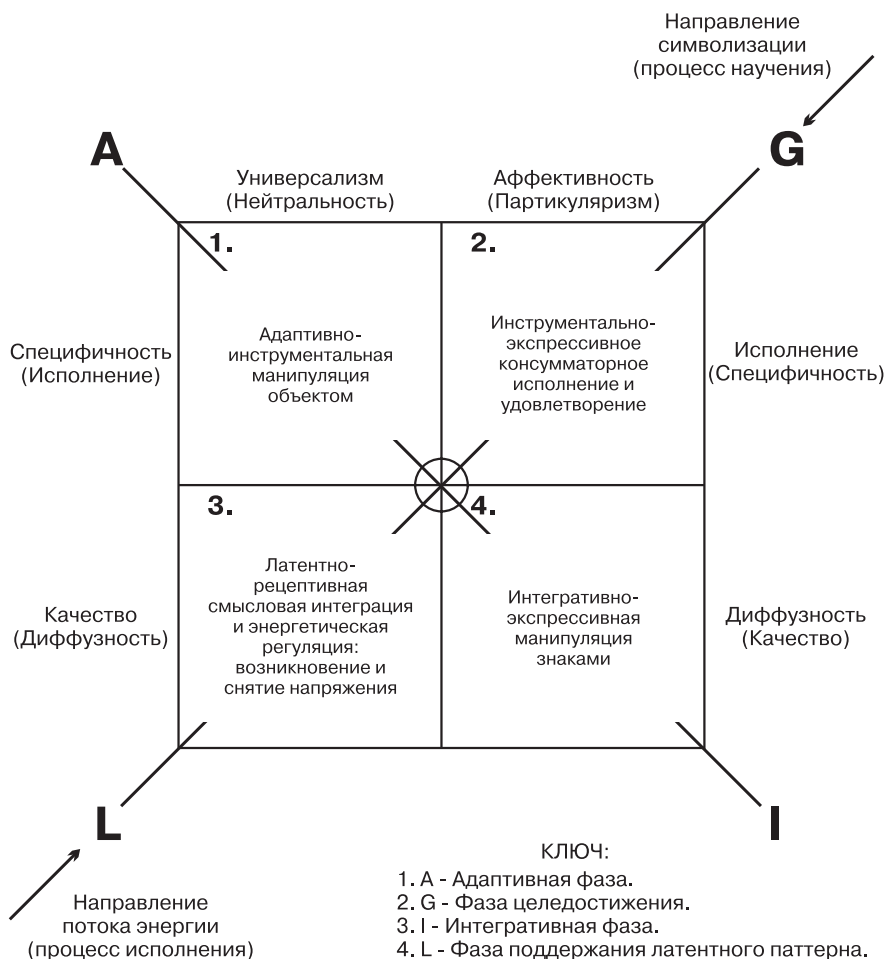 Направление
символизации
(процесс научения)
A
G
Универсализм
(Нейтральность)
Аффективность
(Партикуляризм)
1.
2.
Специфичность
(Исполнение)
Адаптивно-
инструментальная
манипуляция
объектом
Инструментально-
экспрессивное
консумматорное
исполнение и
удовлетворение
Исполнение
(Специфичность)
3.
4.
Качество
(Диффузность)
Латентно-
рецептивная
смысловая интеграция
и энергетическая
регуляция:
возникновение и
снятие напряжения
Интегративно-
экспрессивная
манипуляция
знаками
Диффузность
(Качество)
L
I
Направление
потока энергии
(процесс исполнения)
КЛЮЧ:
1. A - Адаптивная фаза.
2. G - Фаза целедостижения.
3. I - Интегративная фаза.
4. L - Фаза поддержания латентного паттерна.